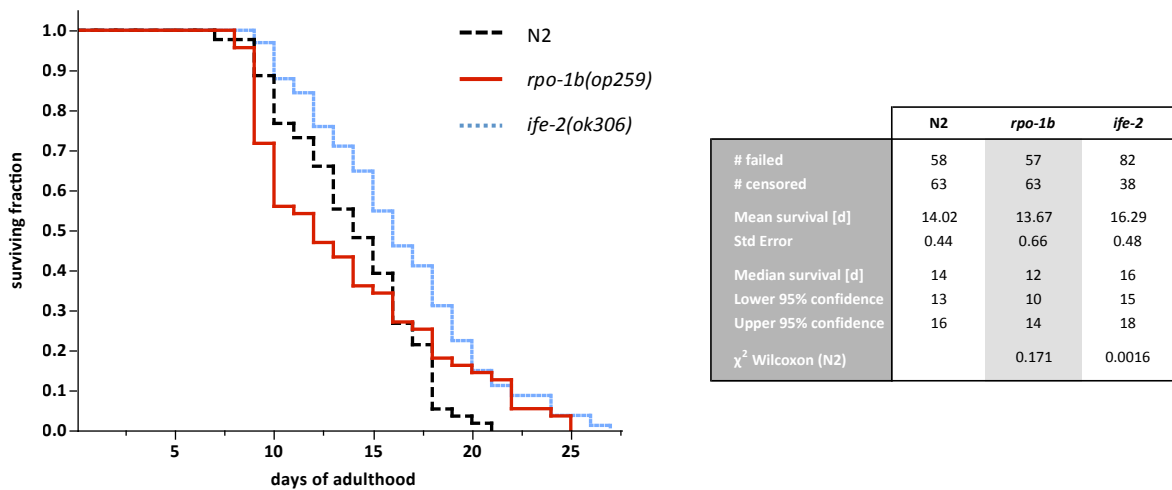 1.0
0.9
0.8
0.7
0.6
0.5
0.4
0.3
0.2
0.1
0.0
surviving fraction
5
10
15
20
25
days of adulthood
N2
rpo-1b(op259)
ife-2(ok306)
N2 rpo-1b ife-2
# failed 58 57 82
# censored 63 63 38
Mean survival [d] 14.02 13.67 16.29
Std Error 0.44 0.66 0.48
Median survival [d] 14 12 16
Lower 95% confidence 13 10 15
Upper 95% confidence 16 14 18
χ² Wilcoxon (N2) 0.171 0.0016